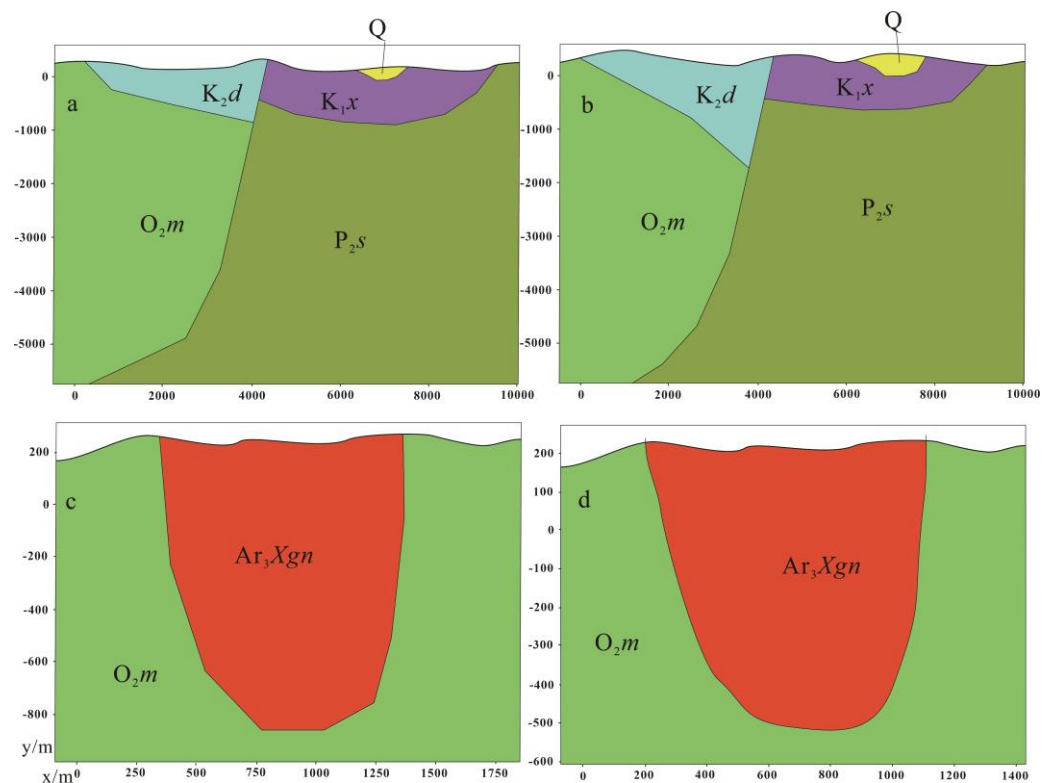 Q
0
-1000
-2000
-3000
-4000
-5000
a
K₂d
K₁x
O₂m
P₂s
0 2000 4000 6000 8000 10000
Q
0
-1000
-2000
-3000
-4000
-5000
b
K₂d
K₁x
O₂m
P₂s
0 2000 4000 6000 8000 10000
200
0
-200
-400
-600
-800
c
Ar₃Xgn
O₂m
y/m
x/m
0 250 500 750 1000 1250 1500 1750
200
100
0
-100
-200
-300
-400
-500
-600
d
Ar₃Xgn
O₂m
0 200 400 600 800 1000 1200 1400